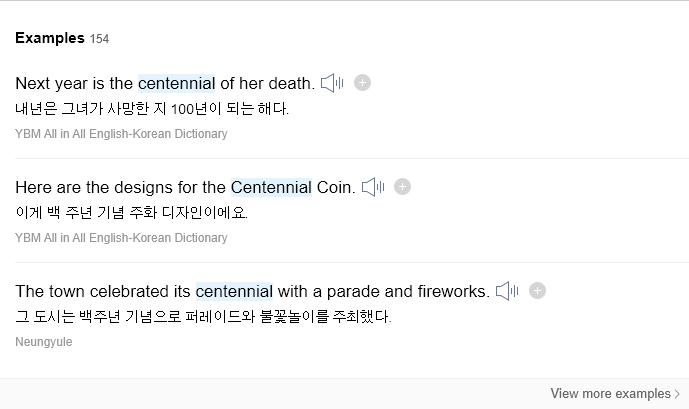 Examples 154
Next year is the centennial of her death.
내년은 그녀가 사망한 지 100년이 되는 해다.
YBM All in All English-Korean Dictionary
Here are the designs for the Centennial Coin.
이게 백 주년 기념 주화 디자인이에요.
YBM All in All English-Korean Dictionary
The town celebrated its centennial with a parade and fireworks.
그 도시는 백주년 기념으로 퍼레이드와 불꽃놀이를 주최했다.
Neungyule
View more examples